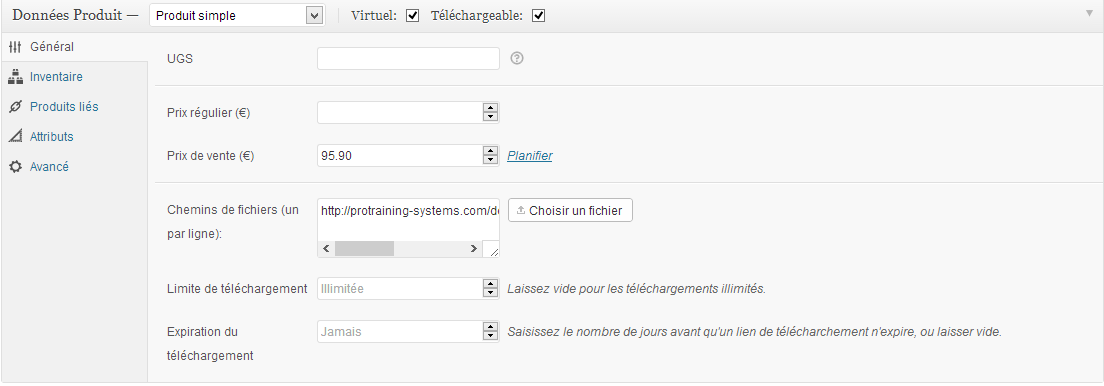 Données Produit — Produit simple Virtuel: Téléchargeable:
Général
Inventaire
Produits liés
Attributs
Avancé
UGS
Prix régulier (€)
Prix de vente (€) 95.90 Planifier
Chemins de fichiers (un par ligne): http://protraining-systems.com/d Choisir un fichier
Limite de téléchargement Illimitée Laissez vide pour les téléchargements illimités.
Expiration du téléchargement Jamais Saisissez le nombre de jours avant qu'un lien de télécharchement n'expire, ou laisser vide.